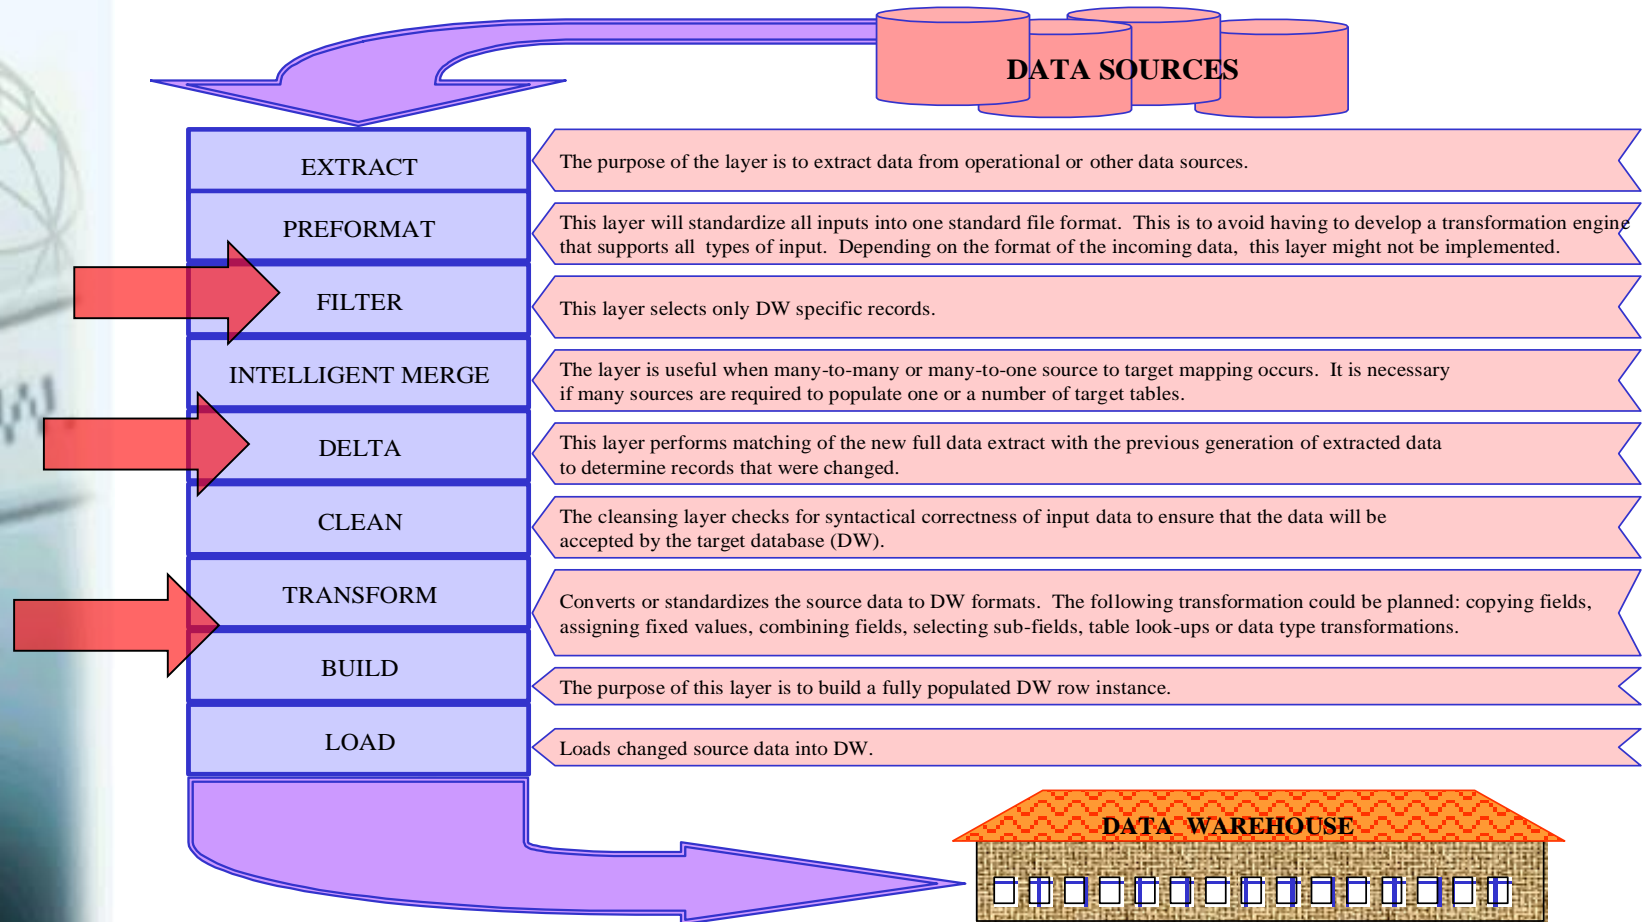 DATA SOURCES
EXTRACT
The purpose of the layer is to extract data from operational or other data sources.
PREFORMAT
This layer will standardize all inputs into one standard file format. This is to avoid having to develop a transformation engine
that supports all types of input. Depending on the format of the incoming data, this layer might not be implemented.
FILTER
This layer selects only DW specific records.
INTELLIGENT MERGE
The layer is useful when many-to-many or many-to-one source to target mapping occurs. It is necessary
if many sources are required to populate one or a number of target tables.
DELTA
This layer performs matching of the new full data extract with the previous generation of extracted data
to determine records that were changed.
CLEAN
The cleansing layer checks for syntactical correctness of input data to ensure that the data will be
accepted by the target database (DW).
TRANSFORM
Converts or standardizes the source data to DW formats. The following transformation could be planned: copying fields,
assigning fixed values, combining fields, selecting sub-fields, table look-ups or data type transformations.
BUILD
The purpose of this layer is to build a fully populated DW row instance.
LOAD
Loads changed source data into DW.
DATA WAREHOUSE